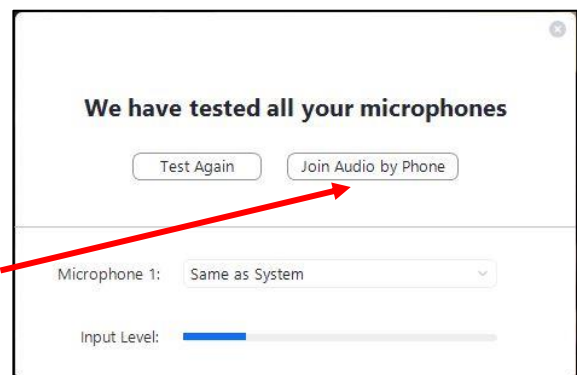 We have tested all your microphones
Test Again Join Audio by Phone
Microphone 1: Same as System
Input Level: